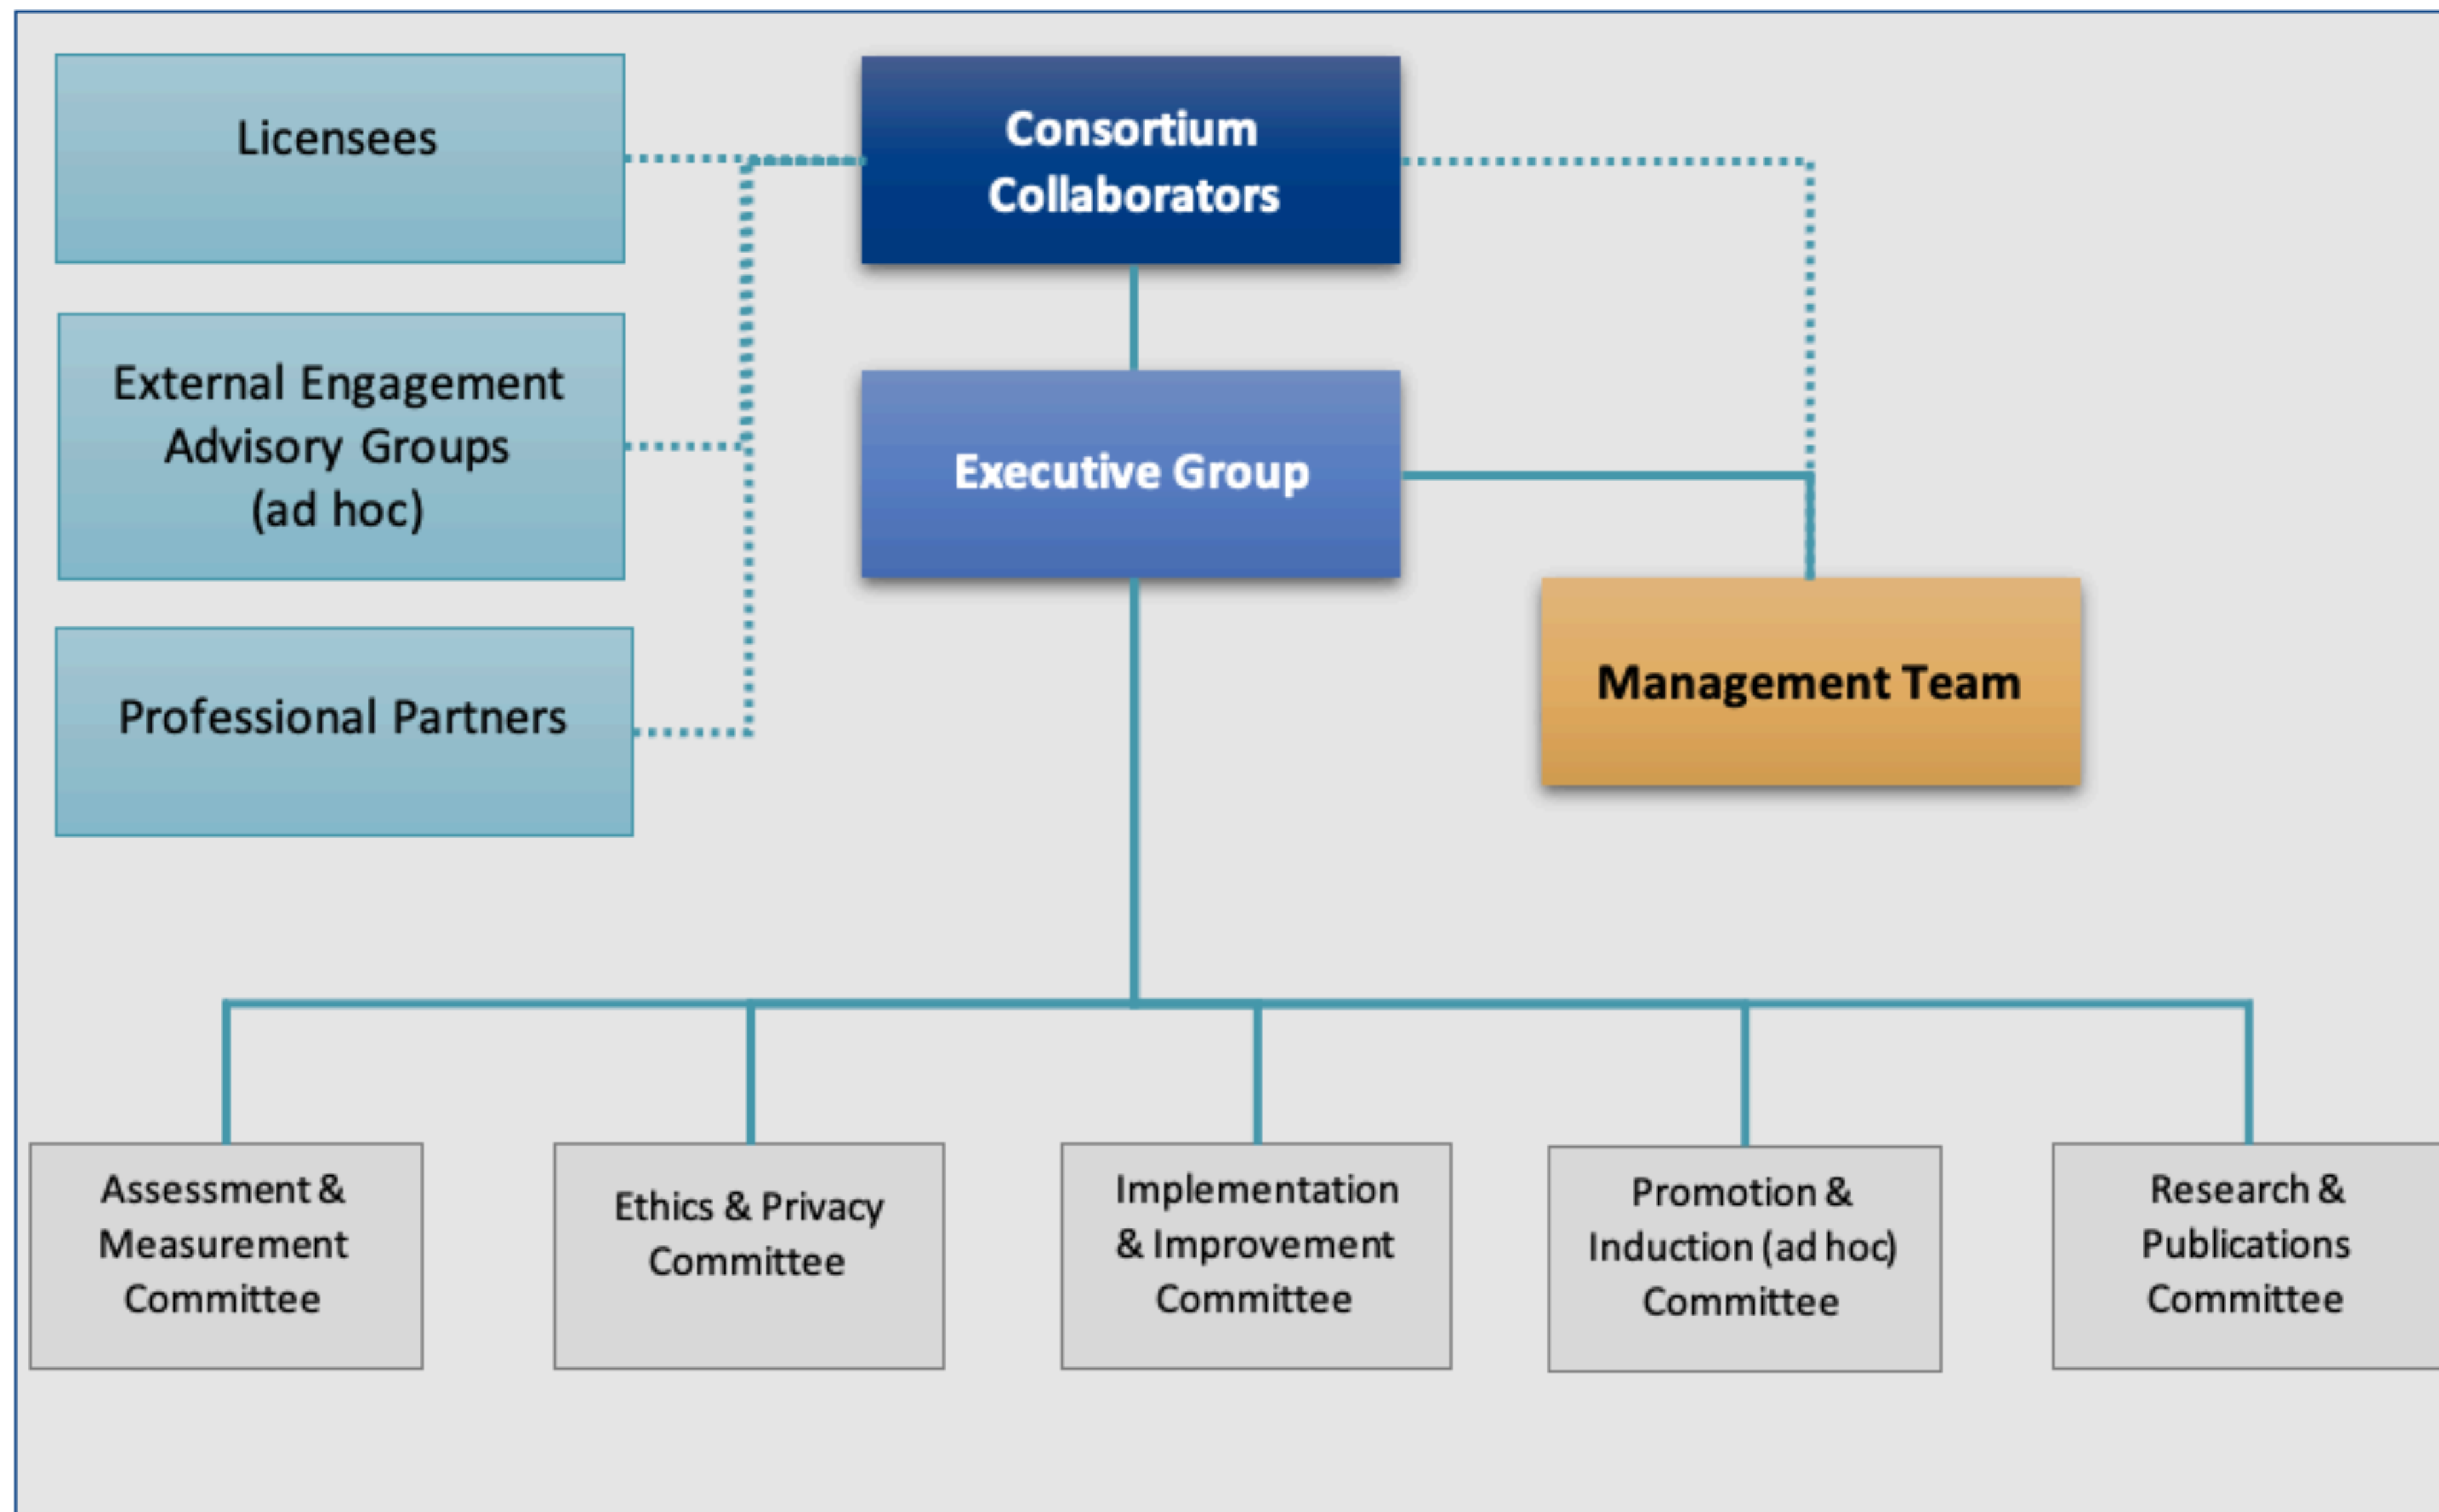 Licensees
Consortium
Collaborators
External Engagement
Advisory Groups
(ad hoc)
Executive Group
Professional Partners
Management Team
Assessment &
Measurement
Committee
Ethics & Privacy
Committee
Implementation
& Improvement
Committee
Promotion &
Induction (ad hoc)
Committee
Research &
Publications
Committee